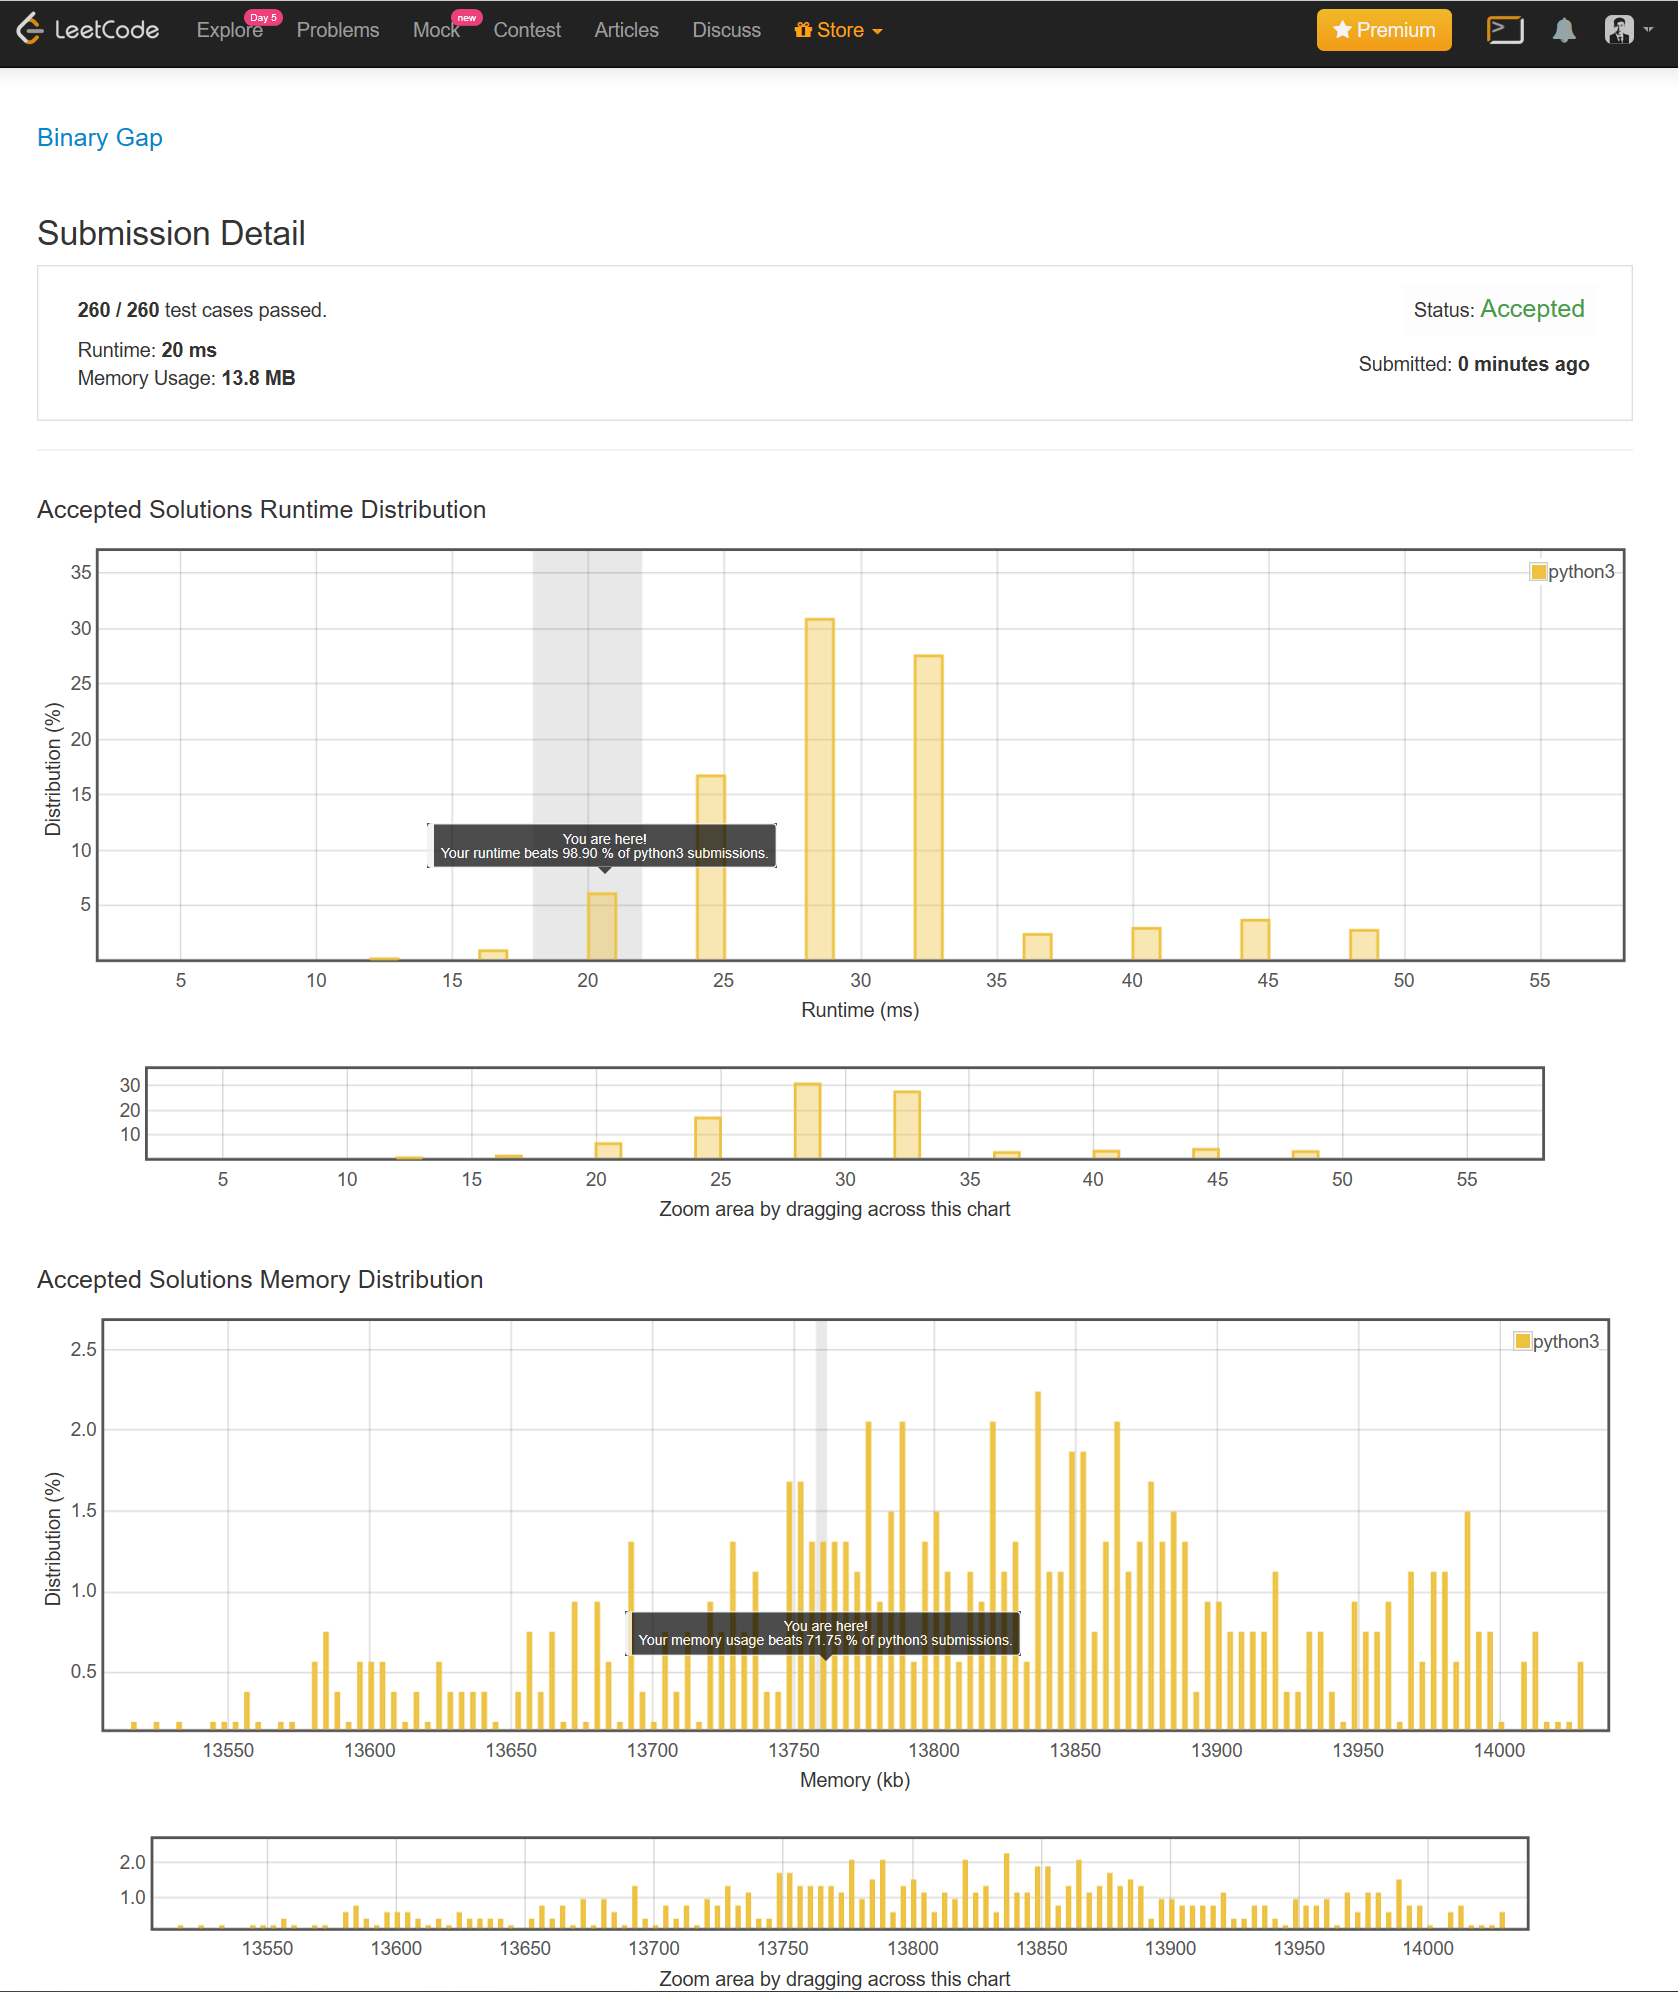 LeetCode Explore Day 5 Problems Mock new Contest Articles Discuss Store Premium
Binary Gap
Submission Detail
260 / 260 test cases passed.
Status: Accepted
Runtime: 20 ms
Submitted: 0 minutes ago
Memory Usage: 13.8 MB
Accepted Solutions Runtime Distribution
35
30
25
20
15
10
5
Distribution (%)
python3
You are here!
Your runtime beats 98.90 % of python3 submissions.
5 10 15 20 25 30 35 40 45 50 55
Runtime (ms)
30
20
10
5 10 15 20 25 30 35 40 45 50 55
Zoom area by dragging across this chart
Accepted Solutions Memory Distribution
2.5
2.0
1.5
1.0
0.5
Distribution (%)
python3
You are here!
Your memory usage beats 71.75 % of python3 submissions.
13550 13600 13650 13700 13750 13800 13850 13900 13950 14000
Memory (kb)
2.0
1.0
13550 13600 13650 13700 13750 13800 13850 13900 13950 14000
Zoom area by dragging across this chart